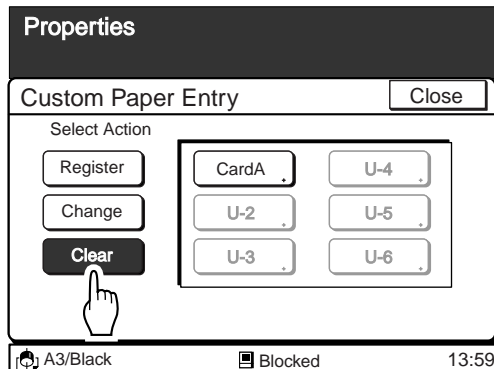 Properties
Custom Paper Entry Close
Select Action
Register CardA U-4
Change U-2 U-5
Clear U-3 U-6
A3/Black Blocked 13:59